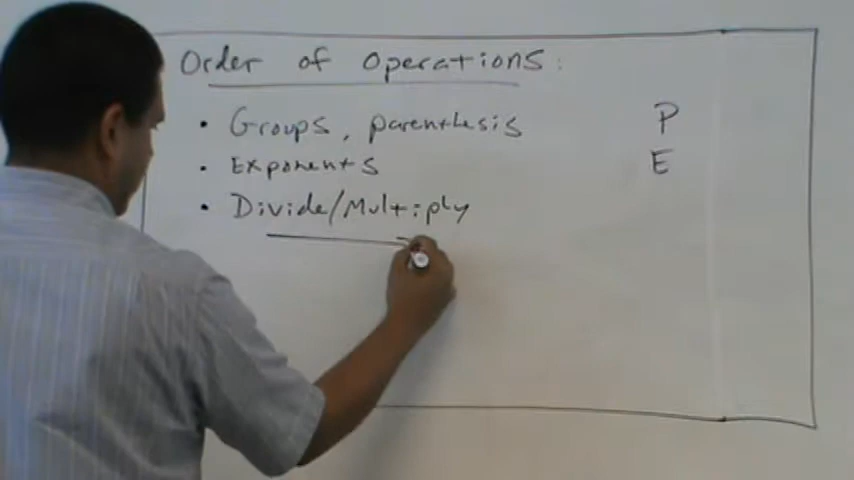 Order of Operations:
• Groups, parenthesis P
• Exponents E
• Divide/Multiply